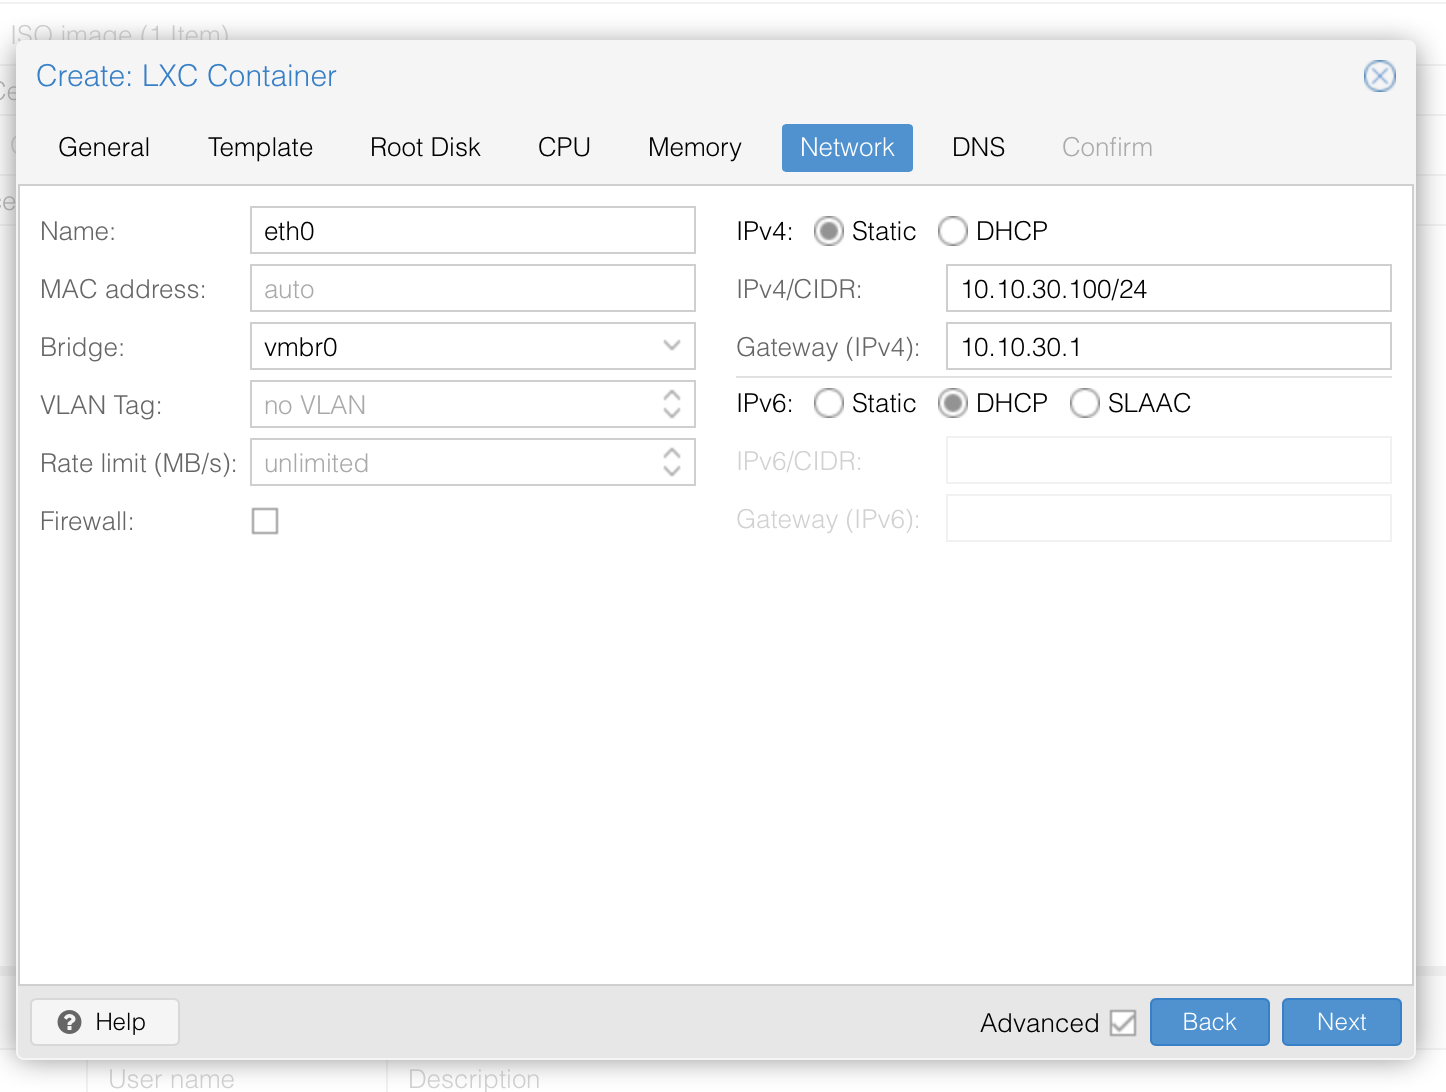 ISO image (1 Item)
Create: LXC Container
General Template Root Disk CPU Memory Network DNS Confirm
Name: eth0
MAC address: auto
Bridge: vmbr0
VLAN Tag: no VLAN
Rate limit (MB/s): unlimited
Firewall:
IPv4: Static DHCP
IPv4/CIDR: 10.10.30.100/24
Gateway (IPv4): 10.10.30.1
IPv6: Static DHCP SLAAC
IPv6/CIDR:
Gateway (IPv6):
Help Advanced Back Next
User name Description